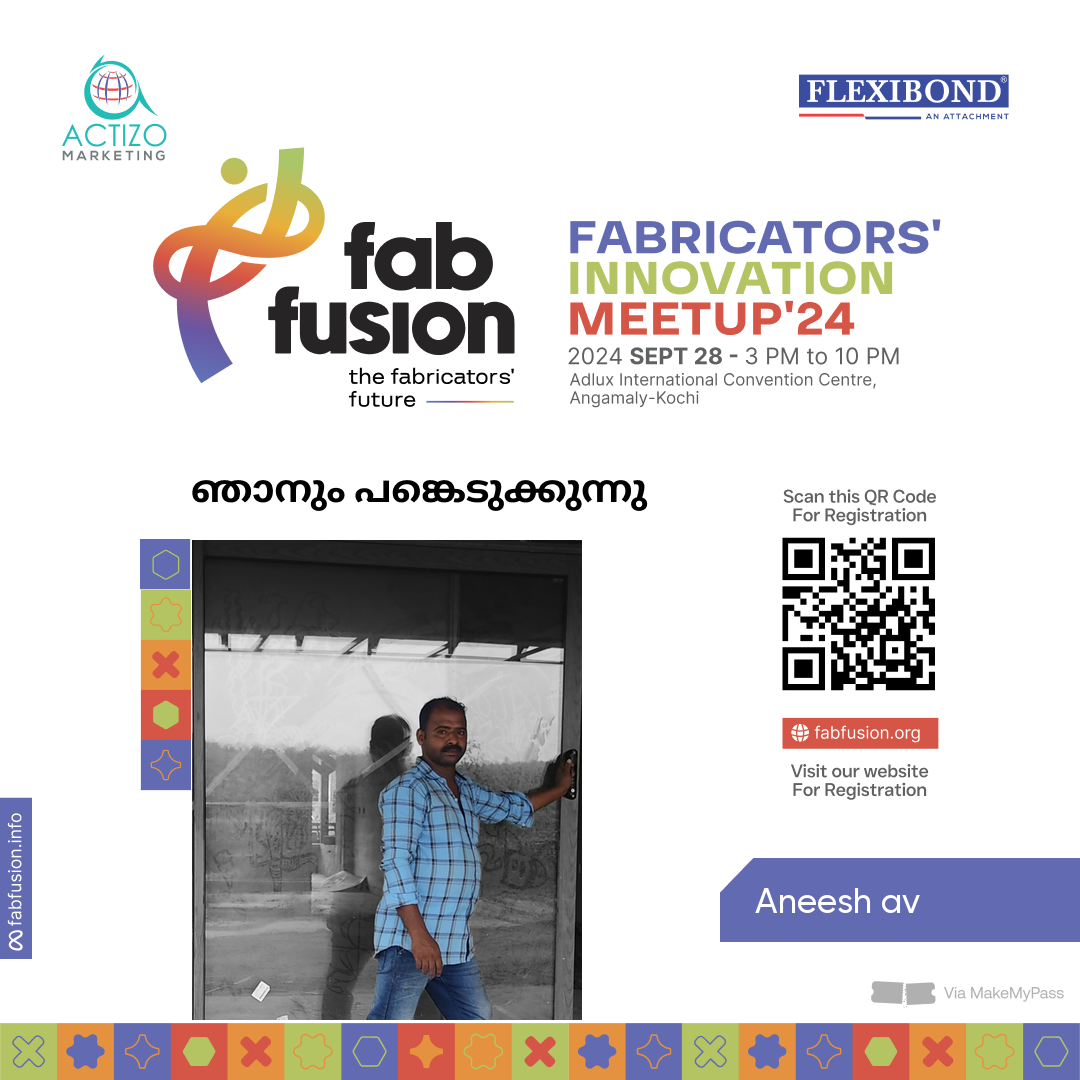 ACTIZO
MARKETING
FLEXIBOND®
AN ATTACHMENT
fab
fusion
the fabricators'
future
FABRICATORS'
INNOVATION
MEETUP'24
2024 SEPT 28 - 3 PM to 10 PM
Adlux International Convention Centre,
Angamaly-Kochi
ഞാനും പങ്കെടുക്കുന്നു
Scan this QR Code
For Registration
fabfusion.org
Visit our website
For Registration
fabfusion.info
Aneesh av
Via MakeMyPass